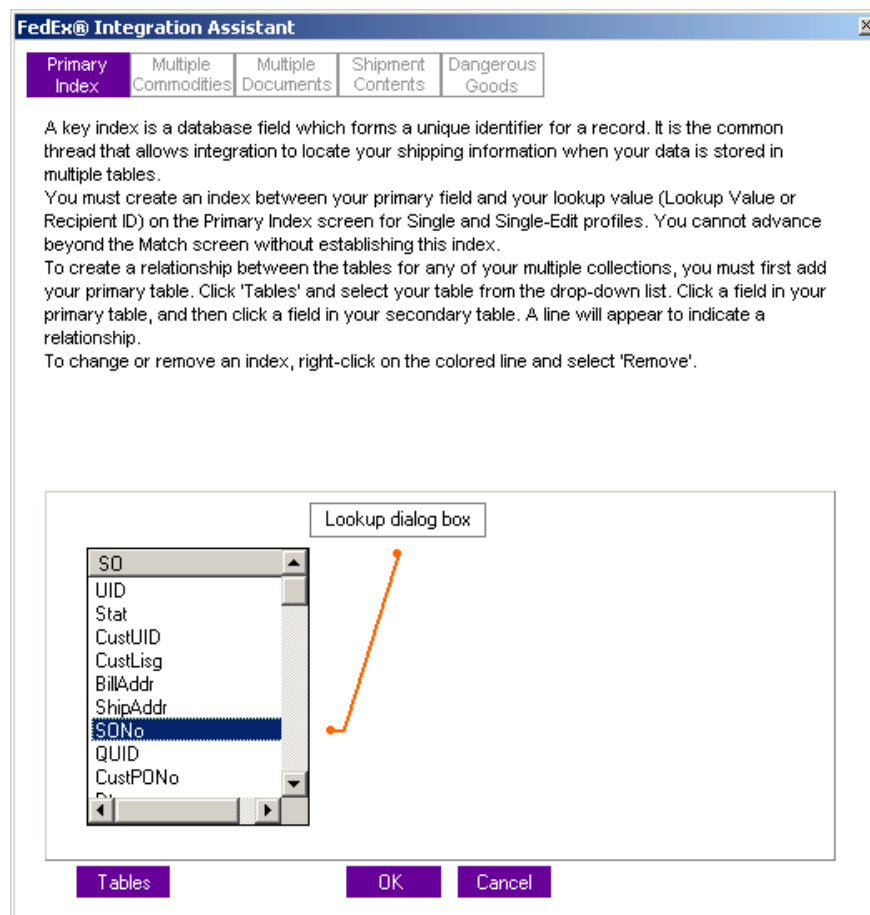 FedEx® Integration Assistant
Primary Index
Multiple Commodities
Multiple Documents
Shipment Contents
Dangerous Goods
A key index is a database field which forms a unique identifier for a record. It is the common
thread that allows integration to locate your shipping information when your data is stored in
multiple tables.
You must create an index between your primary field and your lookup value (Lookup Value or
Recipient ID) on the Primary Index screen for Single and Single-Edit profiles. You cannot advance
beyond the Match screen without establishing this index.
To create a relationship between the tables for any of your multiple collections, you must first add
your primary table. Click 'Tables' and select your table from the drop-down list. Click a field in your
primary table, and then click a field in your secondary table. A line will appear to indicate a
relationship.
To change or remove an index, right-click on the colored line and select 'Remove'.
Lookup dialog box
SO
UID
Stat
CustUID
CustLisg
BillAddr
ShipAddr
SONo
QUID
CustPONo
Tables
OK
Cancel